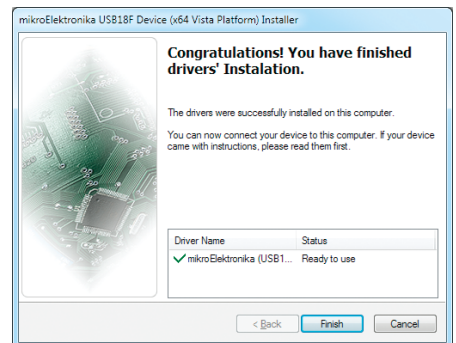 mikroElektronika USB18F Device (x64 Vista Platform) Installer
Congratulations! You have finished
drivers' Instalation.
The drivers were successfully installed on this computer.
You can now connect your device to this computer. If your device
came with instructions, please read them first.
Driver Name Status
mikroElektronika (USB1... Ready to use
< Back Finish Cancel